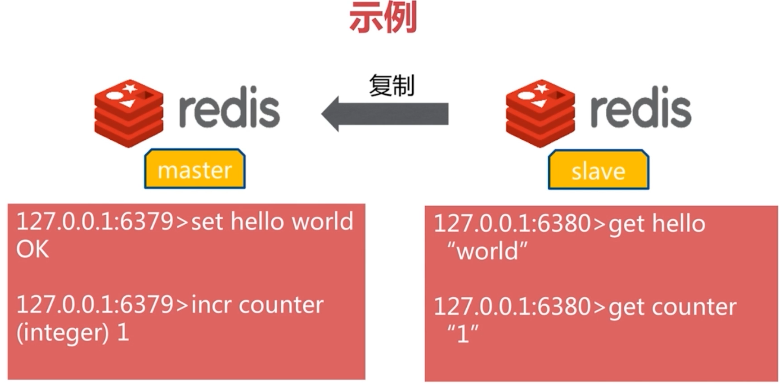 示例
redis
复制
redis
master
slave
127.0.0.1:6379>set hello world
OK
127.0.0.1:6379>incr counter
(integer) 1
127.0.0.1:6380>get hello
“world”
127.0.0.1:6380>get counter
“1”